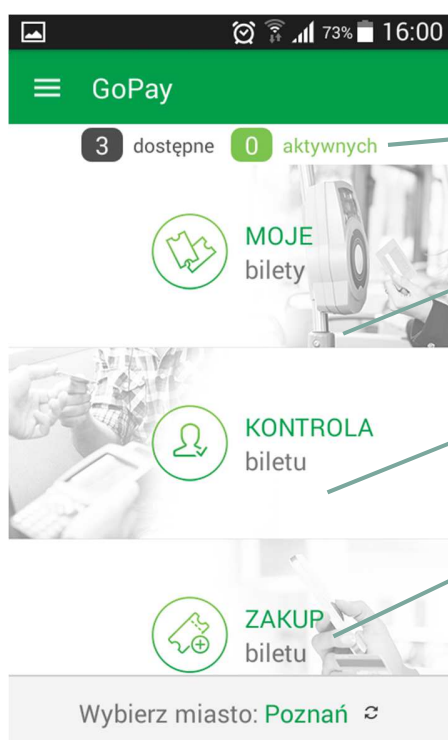 73% 16:00
GoPay
3 dostępne 0 aktywnych
MOJE
bilety
KONTROLA
biletu
ZAKUP
biletu
Wybierz miasto: Poznań